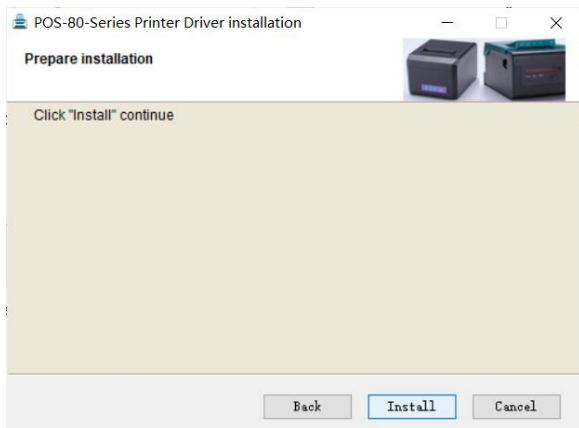 POS-80-Series Printer Driver installation
Prepare installation
Click "Install" continue
Back Install Cancel